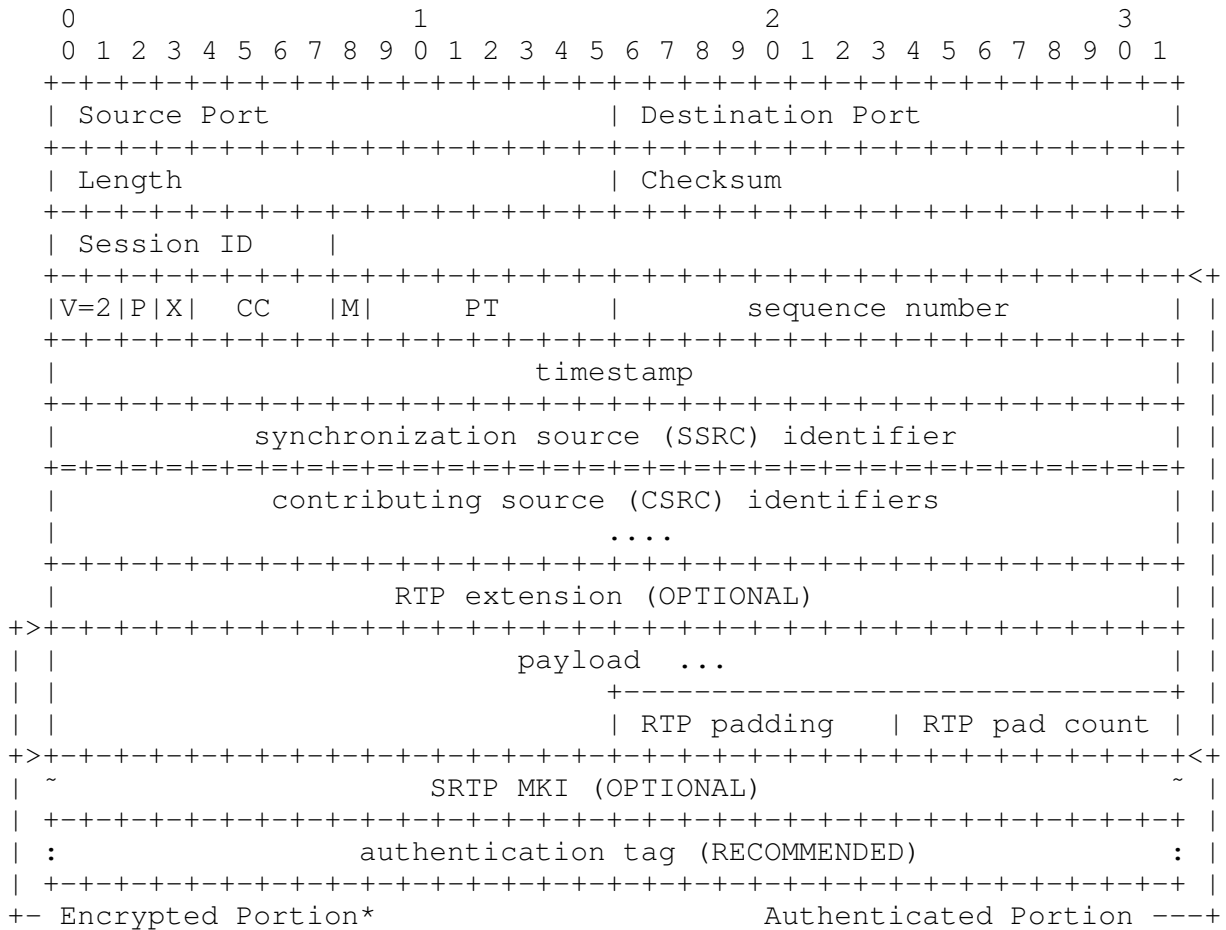 0                   1                   2                   3
    0 1 2 3 4 5 6 7 8 9 0 1 2 3 4 5 6 7 8 9 0 1 2 3 4 5 6 7 8 9 0 1
   +-+-+-+-+-+-+-+-+-+-+-+-+-+-+-+-+-+-+-+-+-+-+-+-+-+-+-+-+-+-+-+-+
   | Source Port                   | Destination Port              |
   +-+-+-+-+-+-+-+-+-+-+-+-+-+-+-+-+-+-+-+-+-+-+-+-+-+-+-+-+-+-+-+-+
   | Length                        | Checksum                      |
   +-+-+-+-+-+-+-+-+-+-+-+-+-+-+-+-+-+-+-+-+-+-+-+-+-+-+-+-+-+-+-+-+
   | Session ID    |
   +-+-+-+-+-+-+-+-+-+-+-+-+-+-+-+-+-+-+-+-+-+-+-+-+-+-+-+-+-+-+-+-+<+
   |V=2|P|X|  CC   |M|     PT      |       sequence number         | |
   +-+-+-+-+-+-+-+-+-+-+-+-+-+-+-+-+-+-+-+-+-+-+-+-+-+-+-+-+-+-+-+-+ |
   |                           timestamp                           | |
   +-+-+-+-+-+-+-+-+-+-+-+-+-+-+-+-+-+-+-+-+-+-+-+-+-+-+-+-+-+-+-+-+ |
   |           synchronization source (SSRC) identifier            | |
   +=+=+=+=+=+=+=+=+=+=+=+=+=+=+=+=+=+=+=+=+=+=+=+=+=+=+=+=+=+=+=+=+ |
   |            contributing source (CSRC) identifiers             | |
   |                               ....                            | |
   +-+-+-+-+-+-+-+-+-+-+-+-+-+-+-+-+-+-+-+-+-+-+-+-+-+-+-+-+-+-+-+-+ |
   |                   RTP extension (OPTIONAL)                    | |
 +>+-+-+-+-+-+-+-+-+-+-+-+-+-+-+-+-+-+-+-+-+-+-+-+-+-+-+-+-+-+-+-+-+ |
 | |                          payload  ...                         | |
 | |                               +-------------------------------+ |
 | |                               | RTP padding   | RTP pad count | |
 +>+-+-+-+-+-+-+-+-+-+-+-+-+-+-+-+-+-+-+-+-+-+-+-+-+-+-+-+-+-+-+-+-+<+
 | ~                     SRTP MKI (OPTIONAL)                       ~ |
 | +-+-+-+-+-+-+-+-+-+-+-+-+-+-+-+-+-+-+-+-+-+-+-+-+-+-+-+-+-+-+-+-+ |
 | :                 authentication tag (RECOMMENDED)              : |
 | +-+-+-+-+-+-+-+-+-+-+-+-+-+-+-+-+-+-+-+-+-+-+-+-+-+-+-+-+-+-+-+-+ |
 +- Encrypted Portion*                      Authenticated Portion ---+